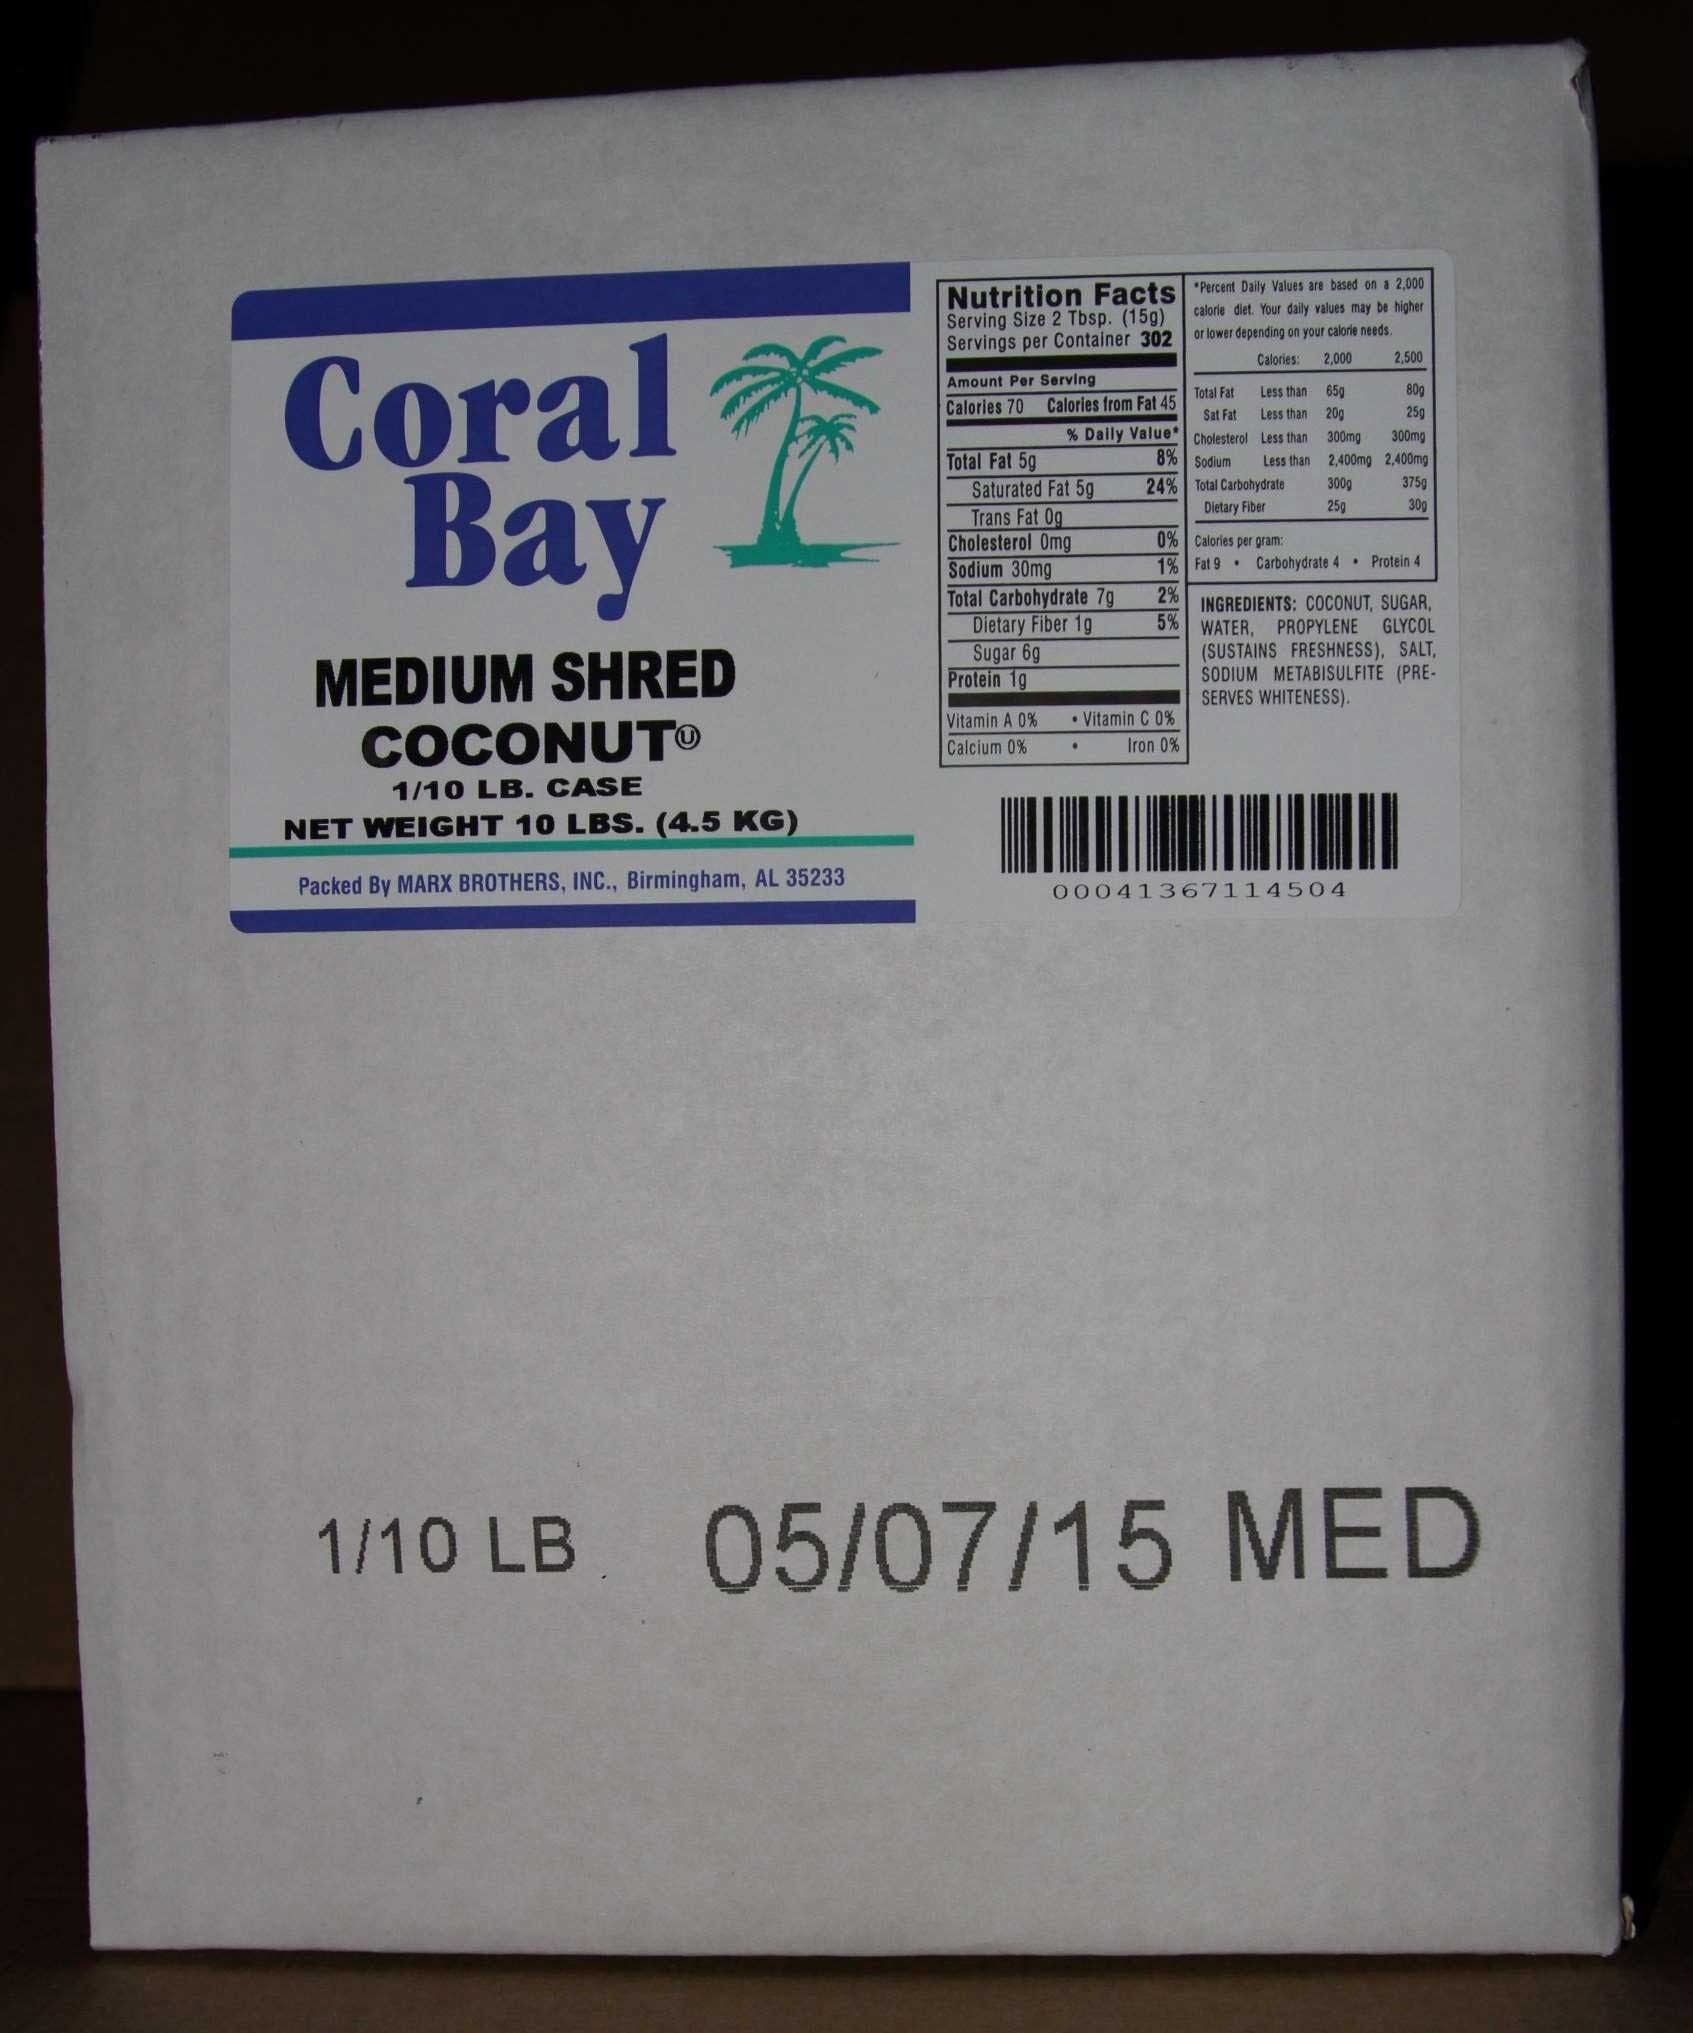 Coral
Bay
MEDIUM SHRED
COCONUTⓊ
1/10 LB. CASE
NET WEIGHT 10 LBS. (4.5 KG)
Packed By MARX BROTHERS, INC., Birmingham, AL 35233
Nutrition Facts
Serving Size 2 Tbsp. (15g)
Servings per Container 302
Amount Per Serving
Calories 70 Calories from Fat 45
% Daily Value*
Total Fat 5g 8%
Saturated Fat 5g 24%
Trans Fat 0g
Cholesterol 0mg 0%
Sodium 30mg 1%
Total Carbohydrate 7g 2%
Dietary Fiber 1g 5%
Sugar 6g
Protein 1g
Vitamin A 0% • Vitamin C 0%
Calcium 0% • Iron 0%
*Percent Daily Values are based on a 2,000
calorie diet. Your daily values may be higher
or lower depending on your calorie needs.
Calories: 2,000 2,500
Total Fat Less than 65g 80g
Sat Fat Less than 20g 25g
Cholesterol Less than 300mg 300mg
Sodium Less than 2,400mg 2,400mg
Total Carbohydrate 300g 375g
Dietary Fiber 25g 30g
Calories per gram:
Fat 9 • Carbohydrate 4 • Protein 4
INGREDIENTS: COCONUT, SUGAR,
WATER, PROPYLENE GLYCOL
(SUSTAINS FRESHNESS), SALT,
SODIUM METABISULFITE (PRE-
SERVES WHITENESS).
00041367114504
1/10 LB 05/07/15 MED